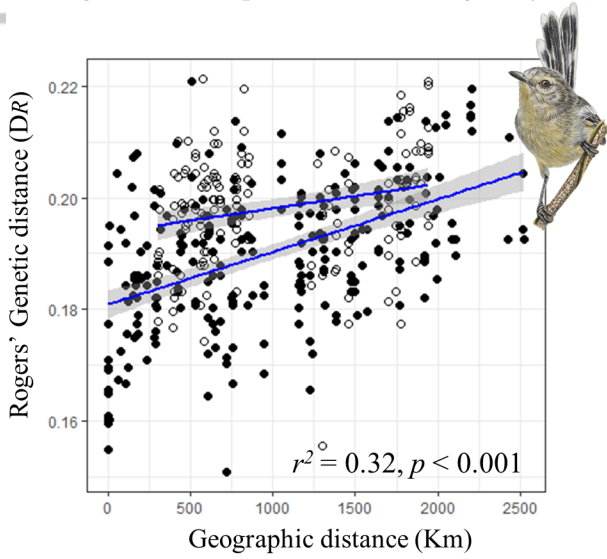 0.22
0.20
0.18
0.16
Rogers' Genetic distance (DR)
r² = 0.32, p < 0.001
0 500 1000 1500 2000 2500
Geographic distance (Km)